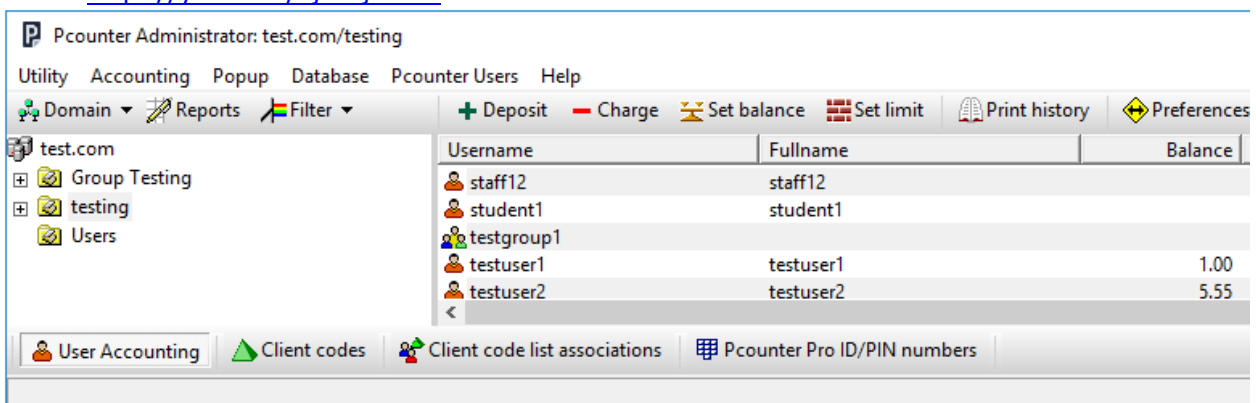 Pcounter Administrator: test.com/testing
Utility Accounting Popup Database Pcounter Users Help
Domain Reports Filter Deposit Charge Set balance Set limit Print history Preferences
test.com
Group Testing
testing
Users
Username Fullname Balance
staff12 staff12
student1 student1
testgroup1
testuser1 testuser1 1.00
testuser2 testuser2 5.55
User Accounting Client codes Client code list associations Pcounter Pro ID/PIN numbers